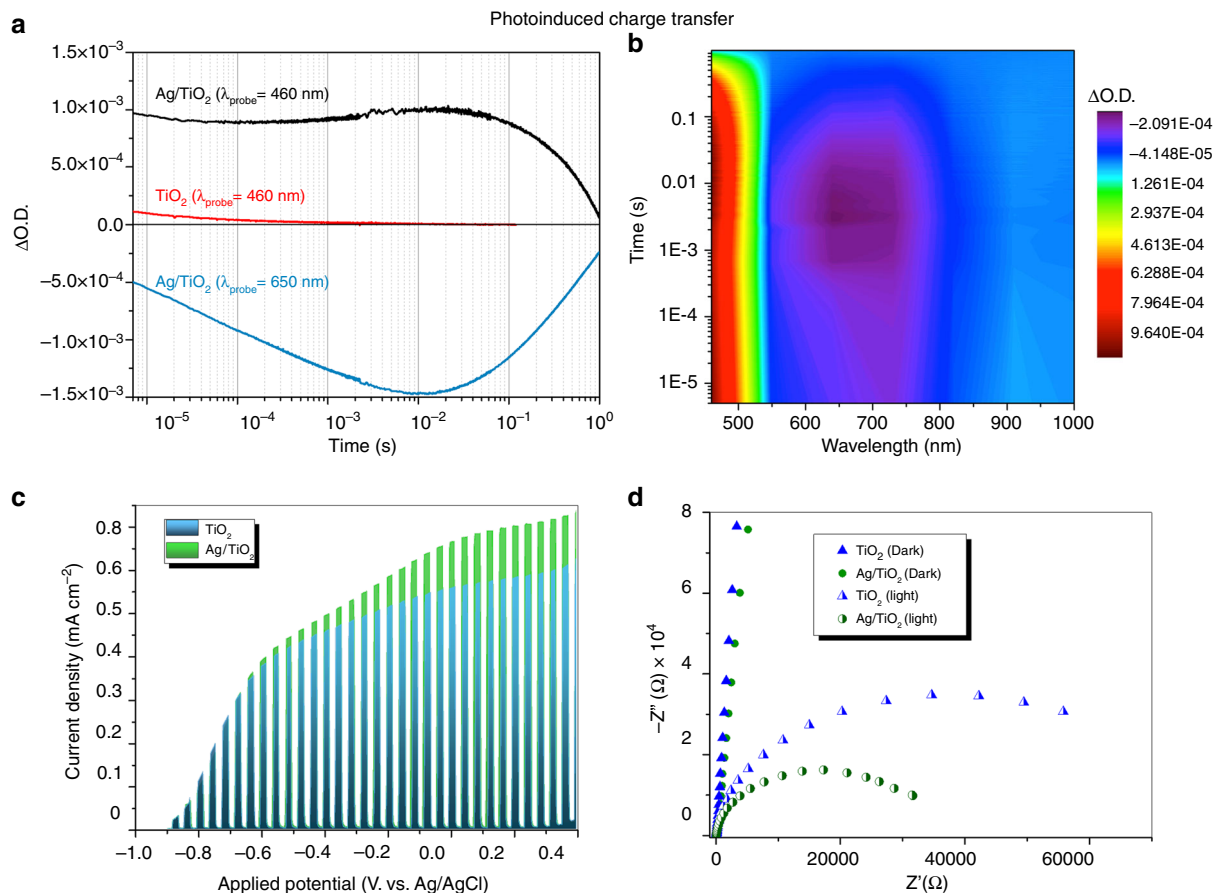 Photoinduced charge transfer
a
1.5×10⁻³
1.0×10⁻³
5.0×10⁻⁴
0.0
−5.0×10⁻⁴
−1.0×10⁻³
−1.5×10⁻³
ΔO.D.
Ag/TiO₂ (λprobe= 460 nm)
TiO₂ (λprobe= 460 nm)
Ag/TiO₂ (λprobe= 650 nm)
10⁻⁵ 10⁻⁴ 10⁻³ 10⁻² 10⁻¹ 10⁰
Time (s)
b
0.1
0.01
1E-3
1E-4
1E-5
Time (s)
500 600 700 800 900 1000
Wavelength (nm)
ΔO.D.
−2.091E-04
−4.148E-05
1.261E-04
2.937E-04
4.613E-04
6.288E-04
7.964E-04
9.640E-04
c
0.8
0.6
0.5
0.4
0.3
0.1
0
Current density (mA cm⁻²)
TiO₂
Ag/TiO₂
−1.0 −0.8 −0.6 −0.4 −0.2 0.0 0.2 0.4
Applied potential (V. vs. Ag/AgCl)
d
8
6
4
2
0
−Z″ (Ω) × 10⁴
TiO₂ (Dark)
Ag/TiO₂ (Dark)
TiO₂ (light)
Ag/TiO₂ (light)
0 20000 40000 60000
Z′(Ω)